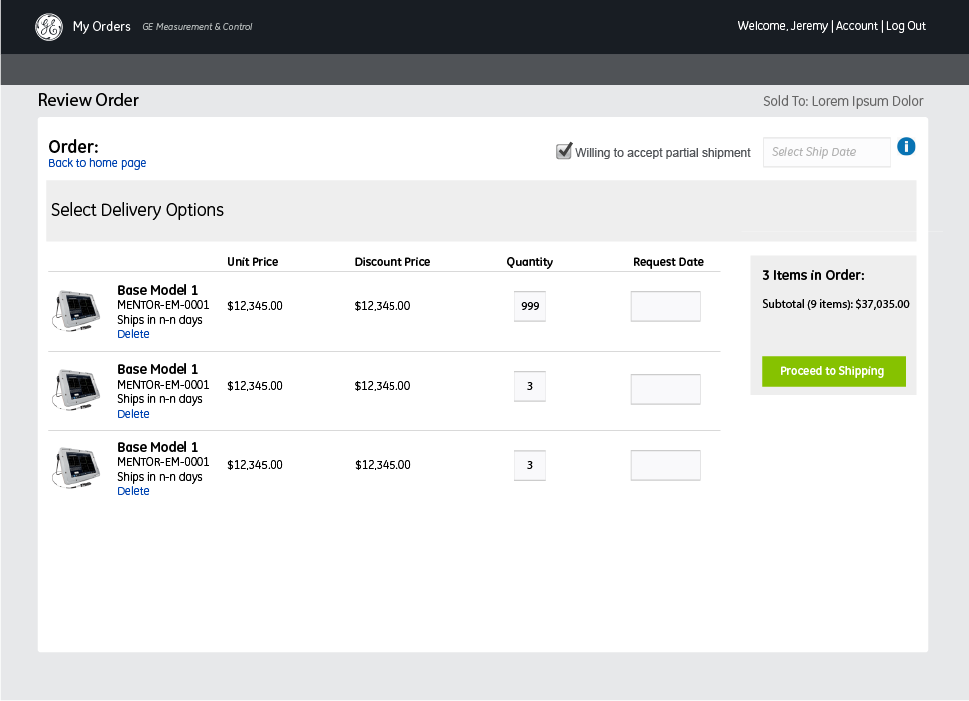 My Orders GE Measurement & Control Welcome, Jeremy | Account | Log Out
Review Order Sold To: Lorem Ipsum Dolor
Order:
Back to home page
Willing to accept partial shipment Select Ship Date
Select Delivery Options
Unit Price Discount Price Quantity Request Date
Base Model 1
MENTOR-EM-0001 $12,345.00 $12,345.00 999
Ships in n-n days
Delete
Base Model 1
MENTOR-EM-0001 $12,345.00 $12,345.00 3
Ships in n-n days
Delete
Base Model 1
MENTOR-EM-0001 $12,345.00 $12,345.00 3
Ships in n-n days
Delete
3 Items in Order:
Subtotal (9 items): $37,035.00
Proceed to Shipping